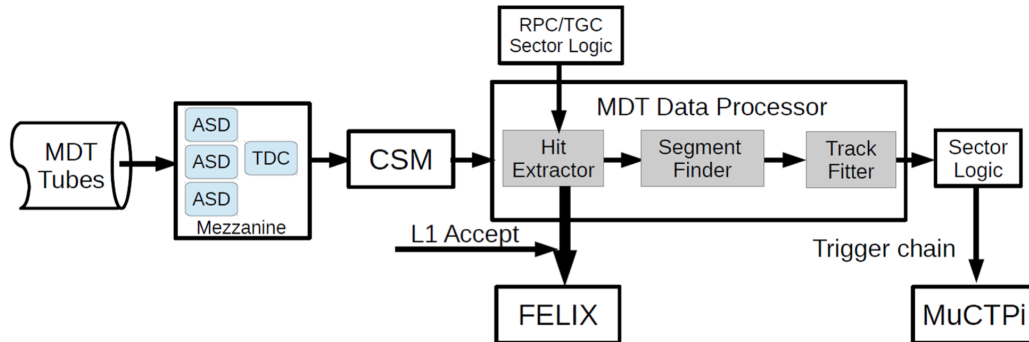 RPC/TGC
Sector Logic
MDT Data Processor
MDT
Tubes
ASD
ASD
ASD
TDC
Mezzanine
CSM
Hit
Extractor
Segment
Finder
Track
Fitter
Sector
Logic
L1 Accept
Trigger chain
FELIX
MuCTPi